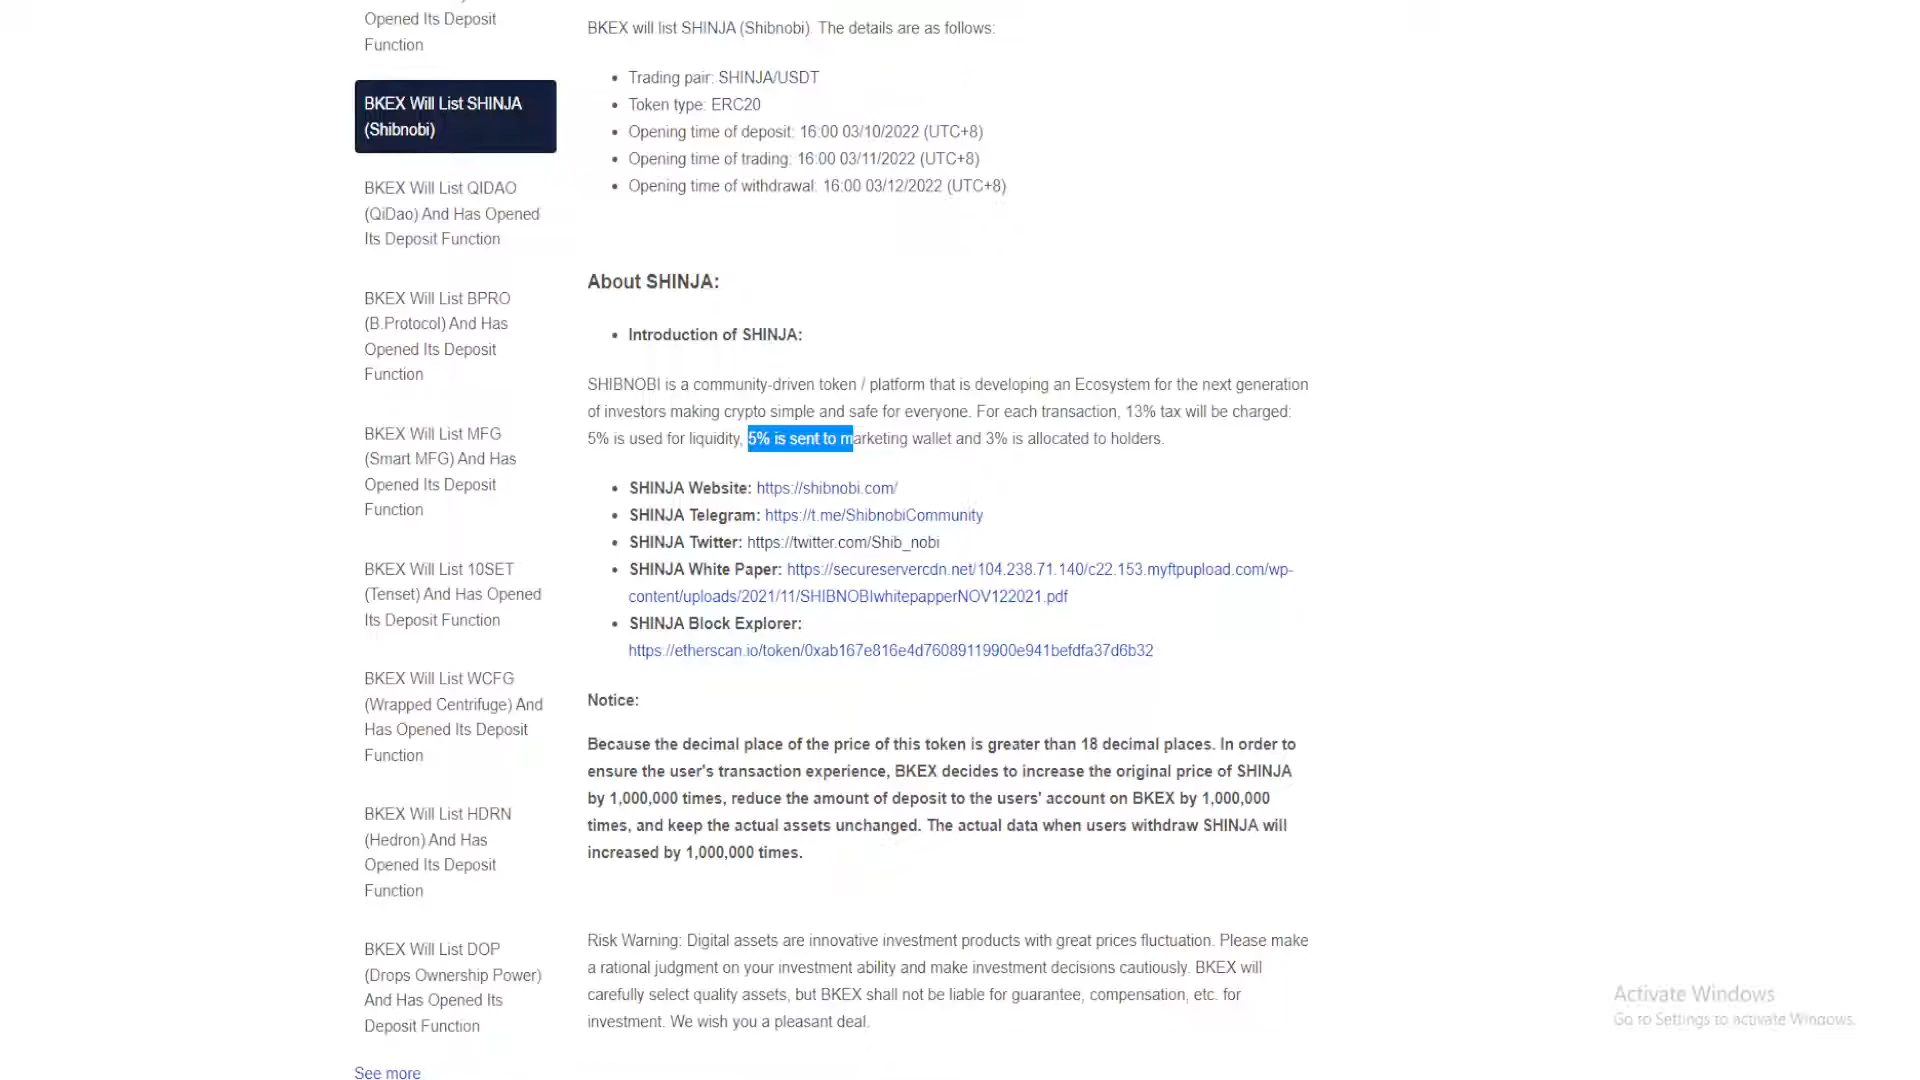 Opened Its Deposit
Function
BKEX Will List SHINJA
(Shibnobi)
BKEX Will List QIDAO
(QiDao) And Has Opened
Its Deposit Function
BKEX Will List BPRO
(B.Protocol) And Has
Opened Its Deposit
Function
BKEX Will List MFG
(Smart MFG) And Has
Opened Its Deposit
Function
BKEX Will List 10SET
(Tenset) And Has Opened
Its Deposit Function
BKEX Will List WCFG
(Wrapped Centrifuge) And
Has Opened Its Deposit
Function
BKEX Will List HDRN
(Hedron) And Has
Opened Its Deposit
Function
BKEX Will List DOP
(Drops Ownership Power)
And Has Opened Its
Deposit Function
See more
BKEX will list SHINJA (Shibnobi). The details are as follows:
Trading pair: SHINJA/USDT
Token type: ERC20
Opening time of deposit: 16:00 03/10/2022 (UTC+8)
Opening time of trading: 16:00 03/11/2022 (UTC+8)
Opening time of withdrawal: 16:00 03/12/2022 (UTC+8)
About SHINJA:
Introduction of SHINJA:
SHIBNOBI is a community-driven token / platform that is developing an Ecosystem for the next generation
of investors making crypto simple and safe for everyone. For each transaction, 13% tax will be charged:
5% is used for liquidity, 5% is sent to marketing wallet and 3% is allocated to holders.
SHINJA Website: https://shibnobi.com/
SHINJA Telegram: https://t.me/ShibnobiCommunity
SHINJA Twitter: https://twitter.com/Shib_nobi
SHINJA White Paper: https://secureservercdn.net/104.238.71.140/c22.153.myftpupload.com/wp-
content/uploads/2021/11/SHIBNOBIwhitepapperNOV122021.pdf
SHINJA Block Explorer:
https://etherscan.io/token/0xab167e816e4d76089119900e941befdfa37d6b32
Notice:
Because the decimal place of the price of this token is greater than 18 decimal places. In order to
ensure the user's transaction experience, BKEX decides to increase the original price of SHINJA
by 1,000,000 times, reduce the amount of deposit to the users' account on BKEX by 1,000,000
times, and keep the actual assets unchanged. The actual data when users withdraw SHINJA will
increased by 1,000,000 times.
Risk Warning: Digital assets are innovative investment products with great prices fluctuation. Please make
a rational judgment on your investment ability and make investment decisions cautiously. BKEX will
carefully select quality assets, but BKEX shall not be liable for guarantee, compensation, etc. for
investment. We wish you a pleasant deal.
Activate Windows
Go to Settings to activate Windows.